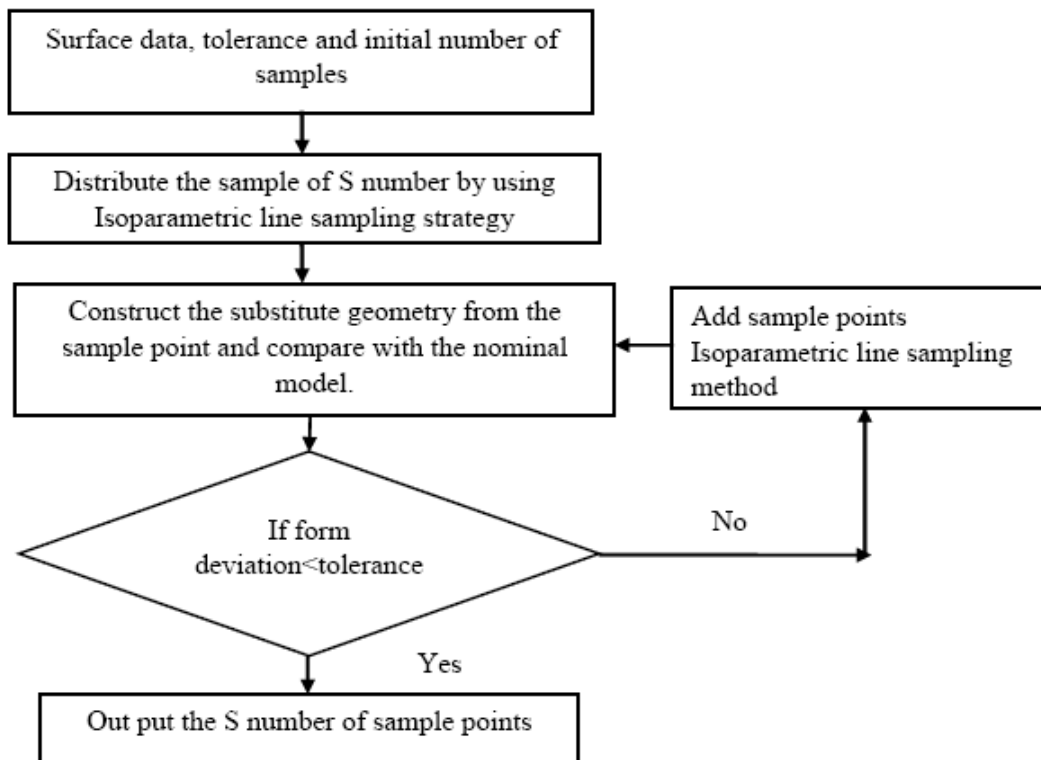 Surface data, tolerance and initial number of
samples
Distribute the sample of S number by using
Isoparametric line sampling strategy
Construct the substitute geometry from the
sample point and compare with the nominal
model.
Add sample points
Isoparametric line sampling
method
If form
deviation<tolerance
No
Yes
Out put the S number of sample points